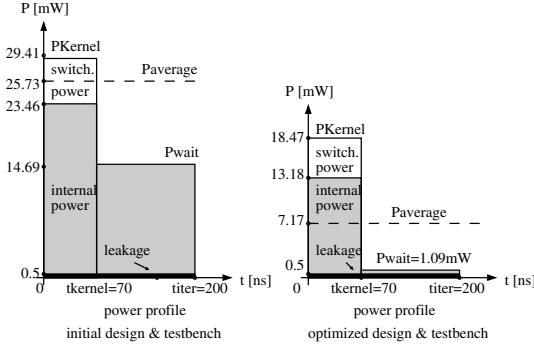 P [mW]
29.41
PKernel
switch.
power
Paverage
25.73
23.46
Pwait
14.69
internal
power
leakage
0.5
0
tkernel=70
titer=200
t [ns]
power profile
initial design & testbench
P [mW]
18.47
PKernel
switch.
power
13.18
internal
power
Paverage
7.17
leakage
Pwait=1.09mW
0.5
0
tkernel=70
titer=200
t [ns]
power profile
optimized design & testbench